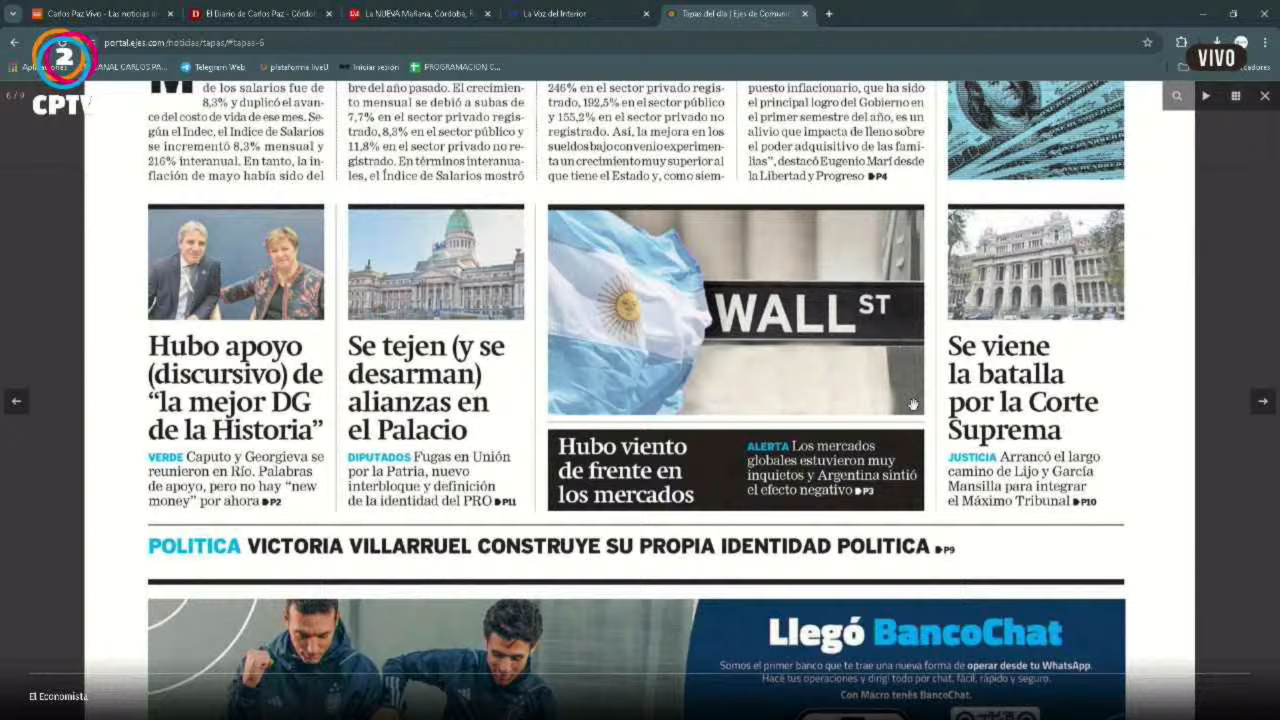 Carlos Paz Vivo - Las noticias
El Diario de Carlos Paz - Córdob
La NUEVA Mañana, Córdoba,
La Voz del Interior
Tapas del día | Ejes de Comunic
portal.ejes.com/noticias/tapas/#tapas-6
CANAL CARLOS PA...
Telegram Web
plataforma liveU
Iniciar sesión
PROGRAMACIÓN C...
2
CPTV
VIVO
6 / 9
de los salarios fue de
8,3% y duplicó el avan-
ce del costo de vida de ese mes. Se-
gún el Indec, el Indice de Salarios
se incrementó 8,3% mensual y
216% interanual. En tanto, la in-
flación de mayo había sido del
bre del año pasado. El crecimien-
to mensual se debió a subas de
7,7% en el sector privado regis-
trado, 8,3% en el sector público y
11,8% en el sector privado no re-
gistrado. En términos interanua-
les, el Índice de Salarios mostró
246% en el sector privado regis-
trado, 192,5% en el sector público
y 155,2% en el sector privado no
registrado. Así, la mejora en los
sueldos bajo convenio experimen-
ta un crecimiento muy superior al
que tiene el Estado y, como siem-
puesto inflacionario, que ha sido
el principal logro del Gobierno en
el primer semestre del año, es un
alivio que impacta de lleno sobre
el poder adquisitivo de las fami-
lias", destacó Eugenio Marí desde
la Libertad y Progreso P4
Hubo apoyo
(discursivo) de
“la mejor DG
de la Historia”
VERDE Caputo y Georgieva se
reunieron en Río. Palabras
de apoyo, pero no hay “new
money” por ahora P2
Se tejen (y se
desarman)
alianzas en
el Palacio
DIPUTADOS Fugas en Unión
por la Patria, nuevo
interbloque y definición
de la identidad del PRO P11
WALL ST
Hubo viento
de frente en
los mercados
ALERTA Los mercados
globales estuvieron muy
inquietos y Argentina sintió
el efecto negativo P3
Se viene
la batalla
por la Corte
Suprema
JUSTICIA Arrancó el largo
camino de Lijo y García
Mansilla para integrar
el Máximo Tribunal P10
POLITICA VICTORIA VILLARRUEL CONSTRUYE SU PROPIA IDENTIDAD POLITICA P9
Llegó BancoChat
Somos el primer banco que te trae una nueva forma de operar desde tu WhatsApp.
Hacé tus operaciones y dirigí todo por chat, fácil, rápido y seguro.
Con Macro tenés BancoChat.
El Economista